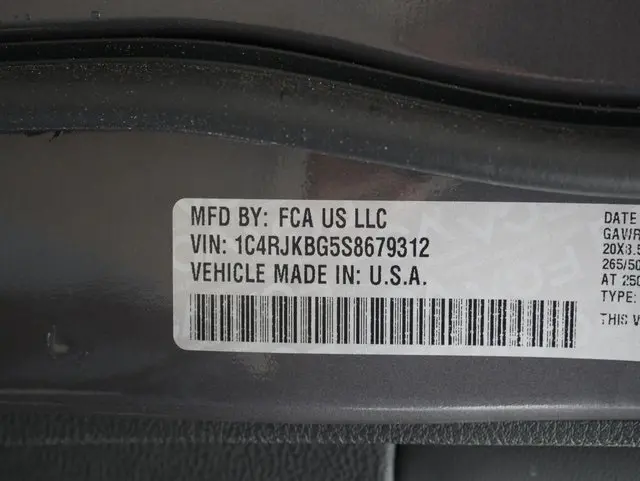 MFD BY: FCA US LLC
VIN: 1C4RJKBG5S8679312
VEHICLE MADE IN: U.S.A.
DATE
GAWR
20X8.5
265/50
AT 250
TYPE:
THIS V